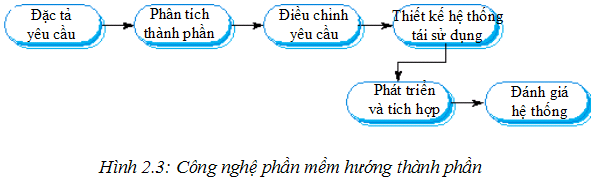 Đặc tả
yêu cầu
Phân tích
thành phần
Điều chỉnh
yêu cầu
Thiết kế hệ thống
tái sử dụng
Phát triển
và tích hợp
Đánh giá
hệ thống
Hình 2.3: Công nghệ phần mềm hướng thành phần